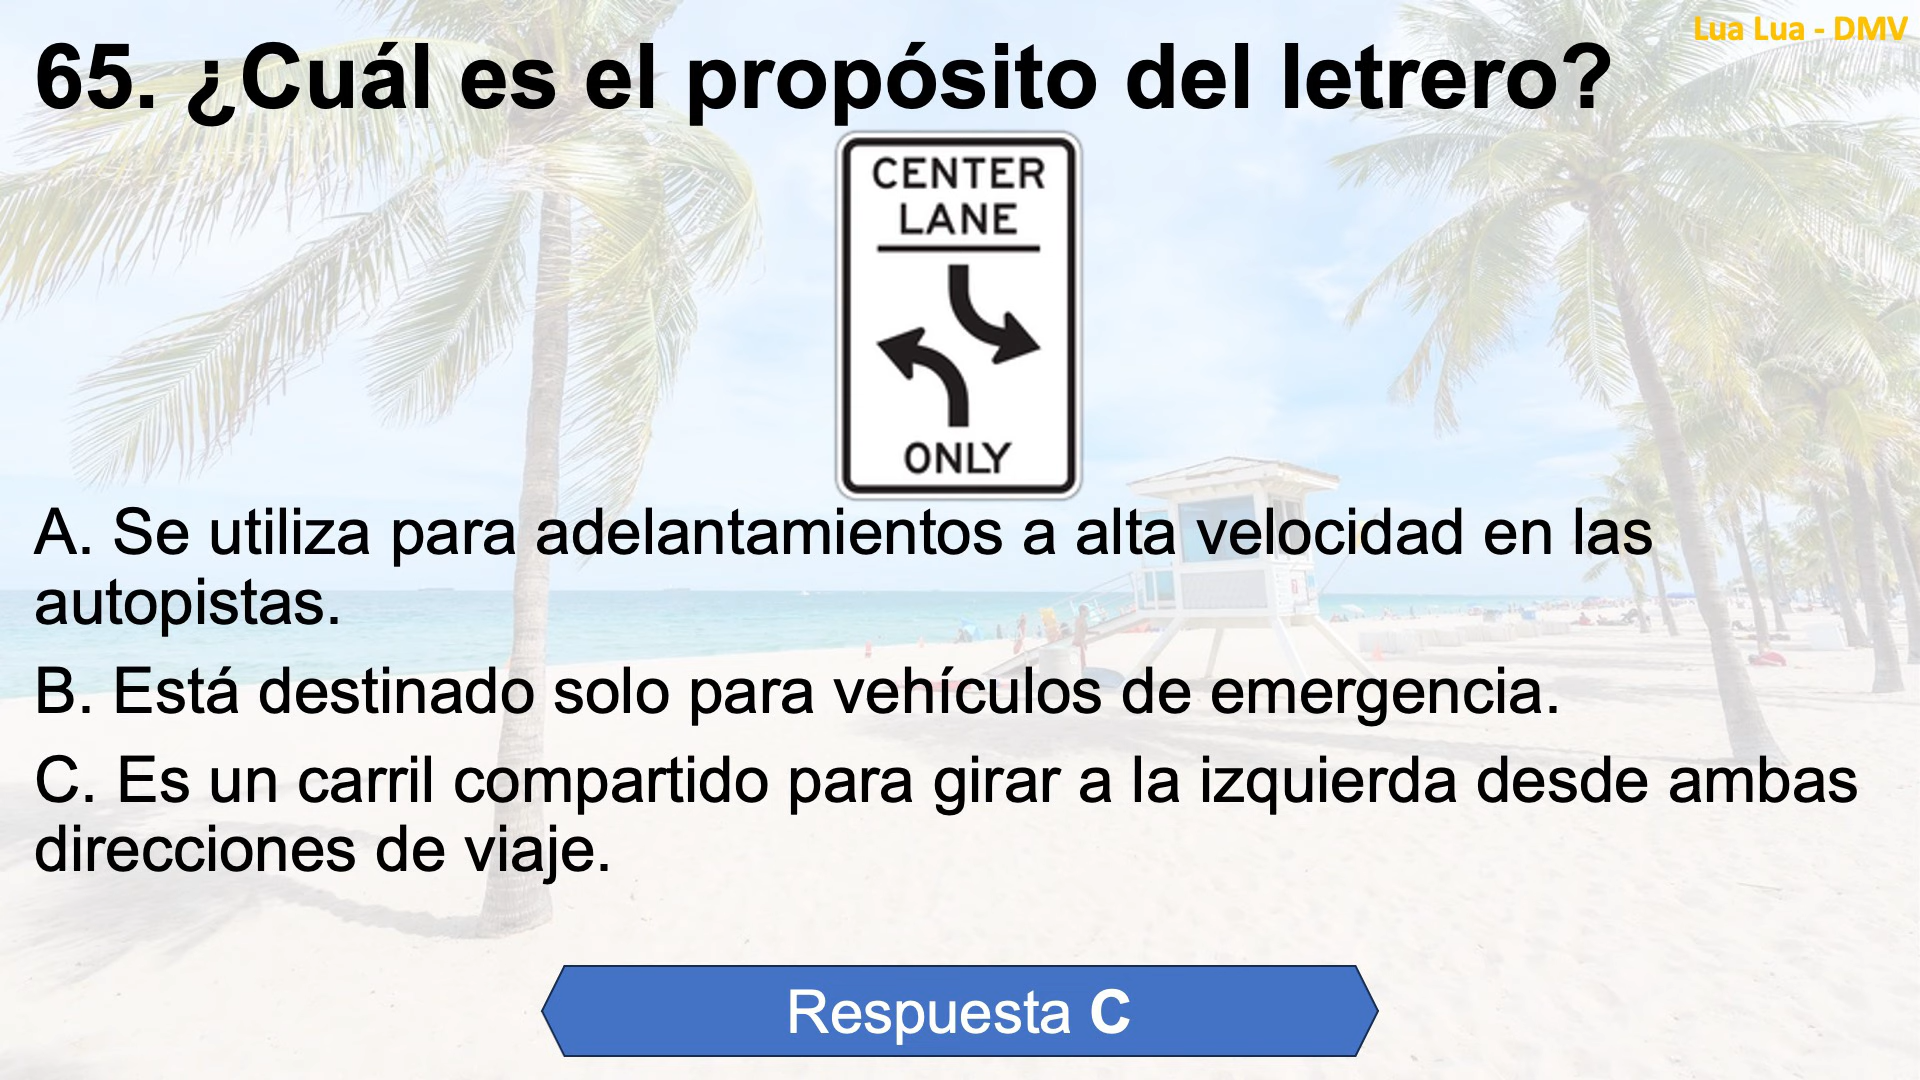 Lua Lua - DMV
65. ¿Cuál es el propósito del letrero?
CENTER
LANE
ONLY
A. Se utiliza para adelantamientos a alta velocidad en las
autopistas.
B. Está destinado solo para vehículos de emergencia.
C. Es un carril compartido para girar a la izquierda desde ambas
direcciones de viaje.
Respuesta C